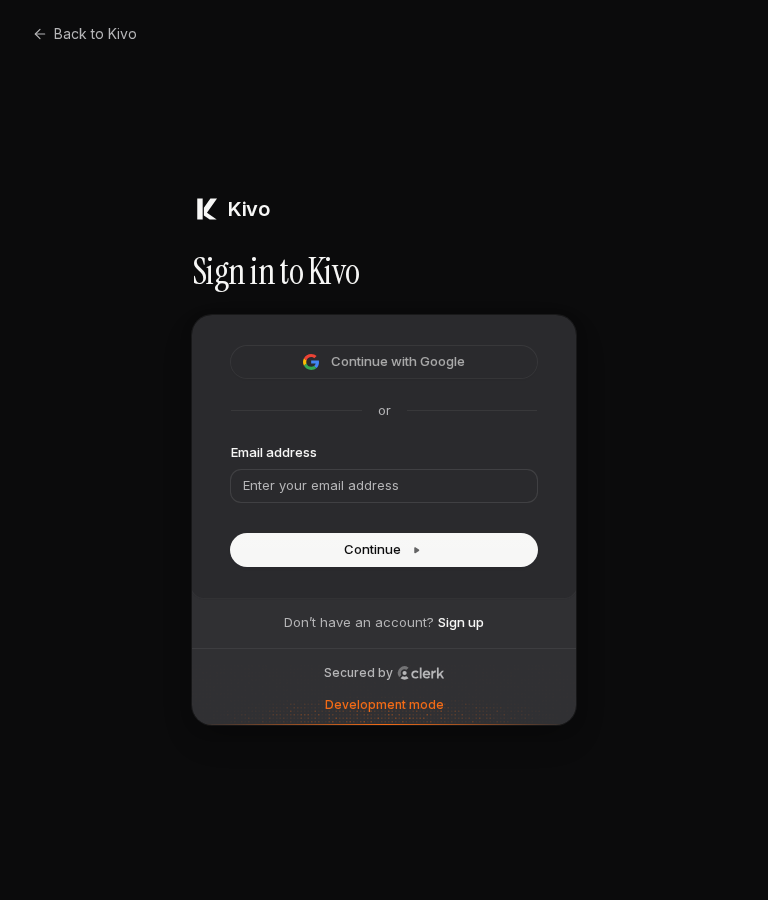 Back to Kivo
Kivo
Sign in to Kivo
Continue with Google
or
Email address
Enter your email address
Continue
Don’t have an account? Sign up
Secured by clerk
Development mode